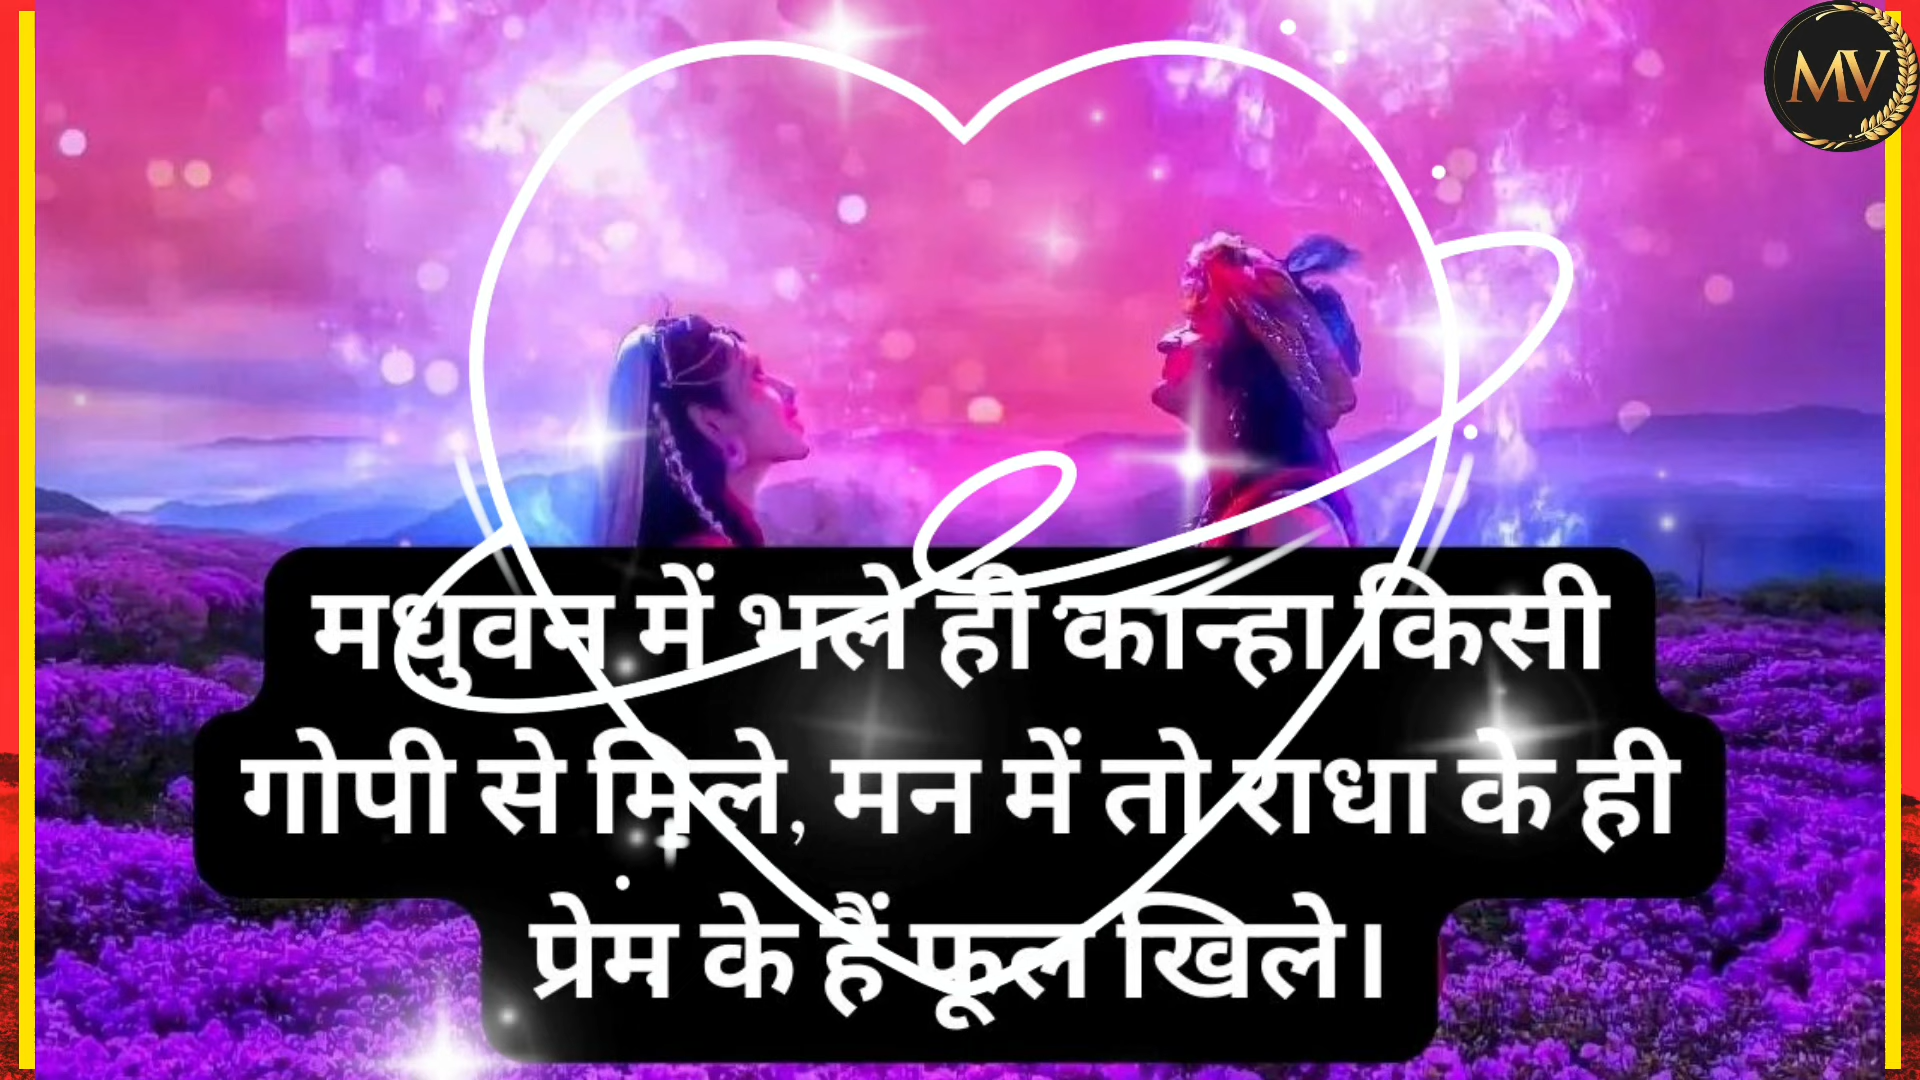 MV
मधुवन में भले ही कान्हा किसी
गोपी से मिले, मन में तो राधा के ही
प्रेम के हैं फूल खिले।